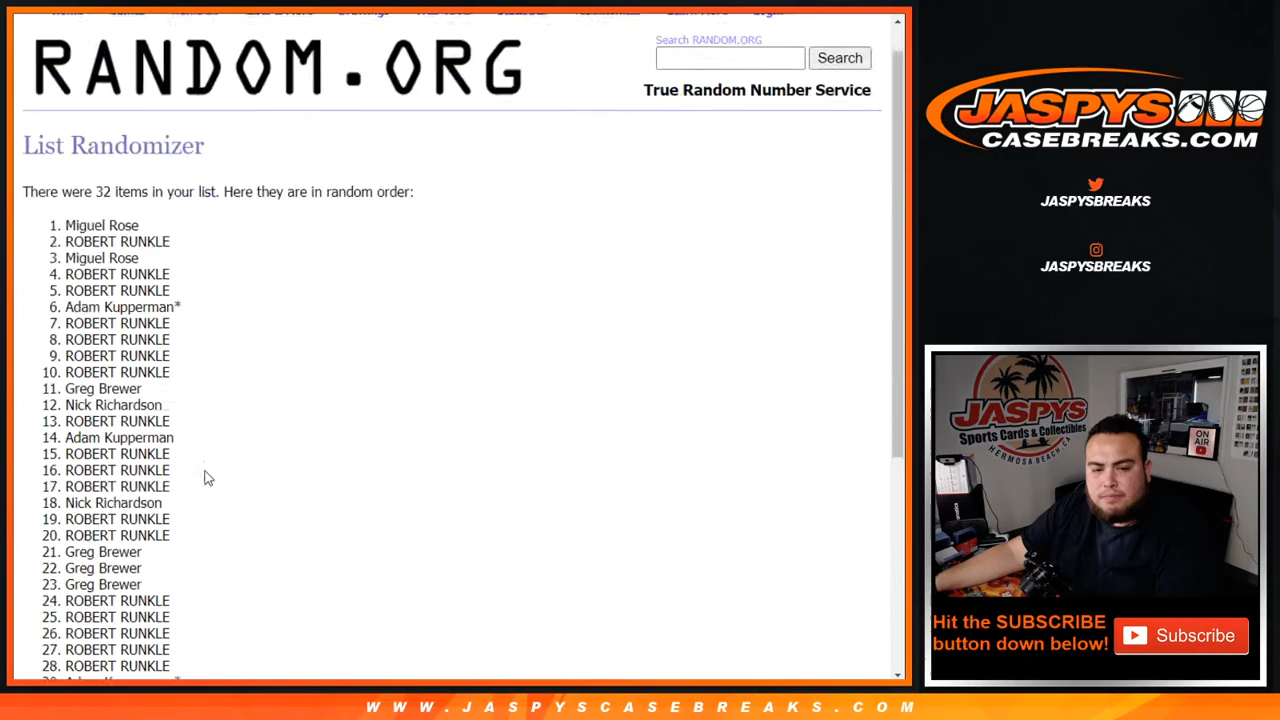 RANDOM.ORG
Search RANDOM.ORG
Search
True Random Number Service
List Randomizer
There were 32 items in your list. Here they are in random order:
1. Miguel Rose
2. ROBERT RUNKLE
3. Miguel Rose
4. ROBERT RUNKLE
5. ROBERT RUNKLE
6. Adam Kupperman*
7. ROBERT RUNKLE
8. ROBERT RUNKLE
9. ROBERT RUNKLE
10. ROBERT RUNKLE
11. Greg Brewer
12. Nick Richardson
13. ROBERT RUNKLE
14. Adam Kupperman
15. ROBERT RUNKLE
16. ROBERT RUNKLE
17. ROBERT RUNKLE
18. Nick Richardson
19. ROBERT RUNKLE
20. ROBERT RUNKLE
21. Greg Brewer
22. Greg Brewer
23. Greg Brewer
24. ROBERT RUNKLE
25. ROBERT RUNKLE
26. ROBERT RUNKLE
27. ROBERT RUNKLE
28. ROBERT RUNKLE
JASPYS
CASEBREAKS.COM
JASPYSBREAKS
JASPYSBREAKS
JASPYS
Sports Cards & Collectibles
HERMOSA BEACH, CA
ON AIR
Hit the SUBSCRIBE
button down below!
Subscribe
WWW.JASPYSCASEBREAKS.COM